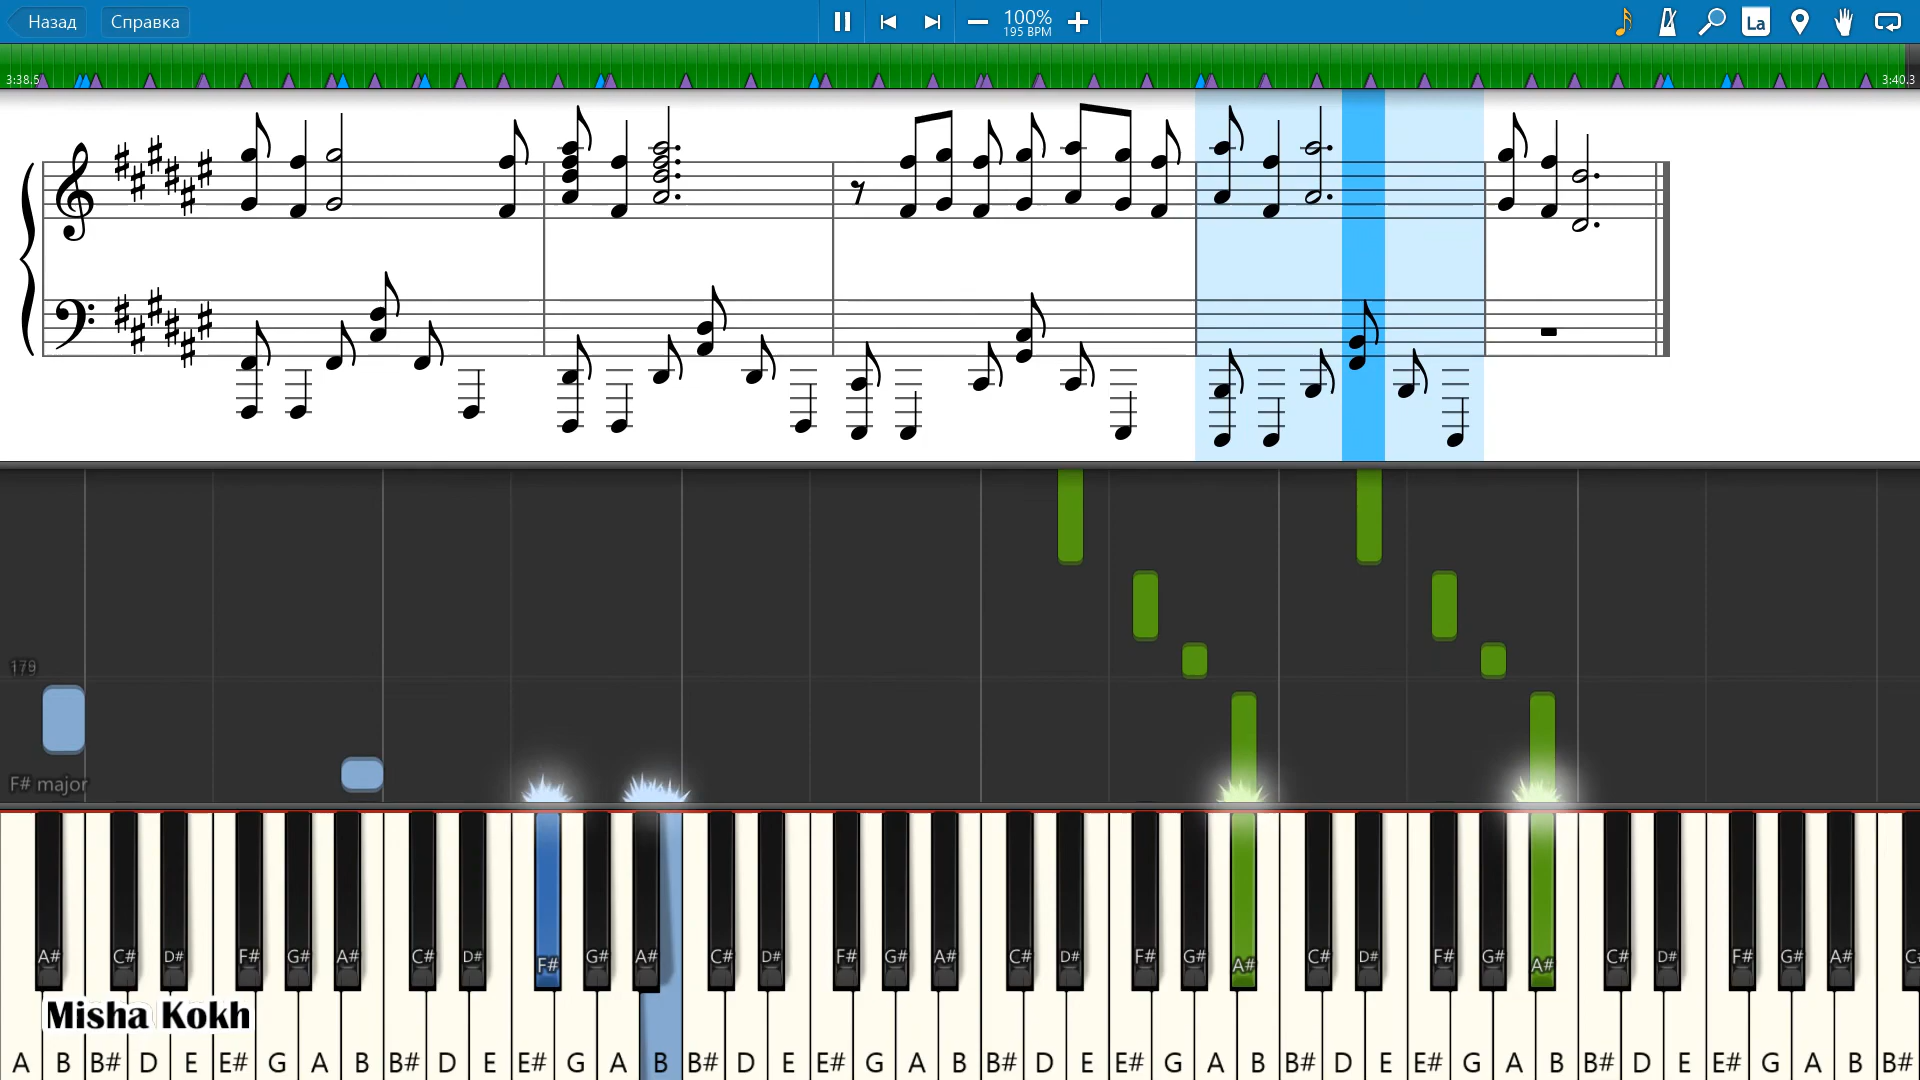 Назад Справка 100% La
195 BPM
3:38.5 3:40.3
179
F# major
A# C# D# F# G# A# C# D# F# G# A# C# D# F# G# A# C# D# F# G# A# C# D# F# G# A# C# D# F# G# A#
Misha Kokh
A B B# D E E# G A B B# D E E# G A B B# D E E# G A B B# D E E# G A B B# D E E# G A B B# D E E# G A B B#